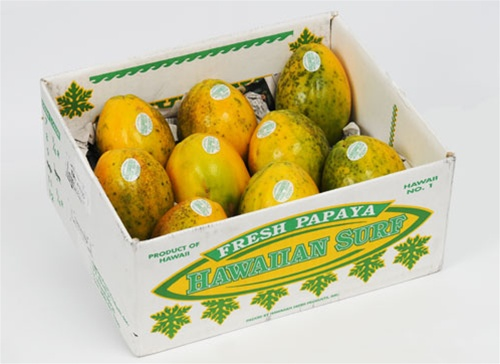 HAWAII
NO. 1
PRODUCT OF
HAWAII
FRESH PAPAYA
HAWAIIAN SURF